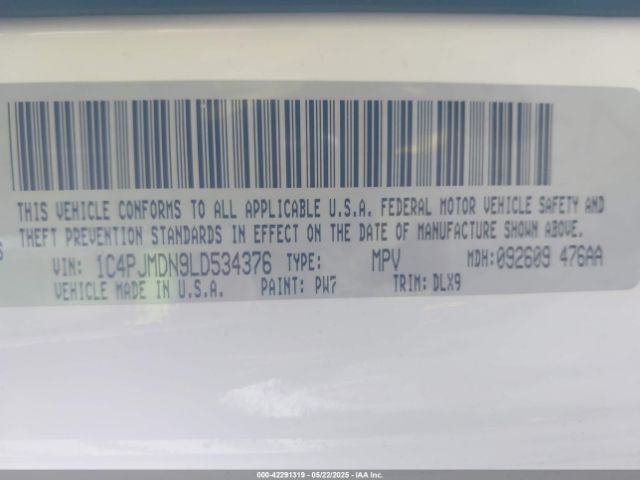 THIS VEHICLE CONFORMS TO ALL APPLICABLE U.S.A. FEDERAL MOTOR VEHICLE SAFETY AND
THEFT PREVENTION STANDARDS IN EFFECT ON THE DATE OF MANUFACTURE SHOWN ABOVE.
VIN: 1C4PJMDN9LD534376 TYPE: MPV MDH:092609 476AA
VEHICLE MADE IN U.S.A. PAINT: PW7 TRIM: DLX9
000-42291319 - 05/22/2025 - IAA Inc.